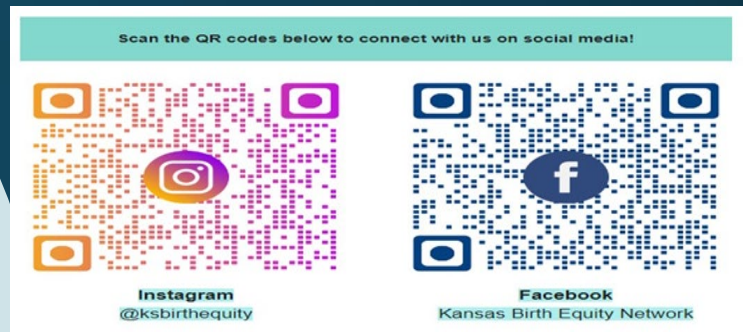 Scan the QR codes below to connect with us on social media!
Instagram
@ksbirthequity
f
Facebook
Kansas Birth Equity Network